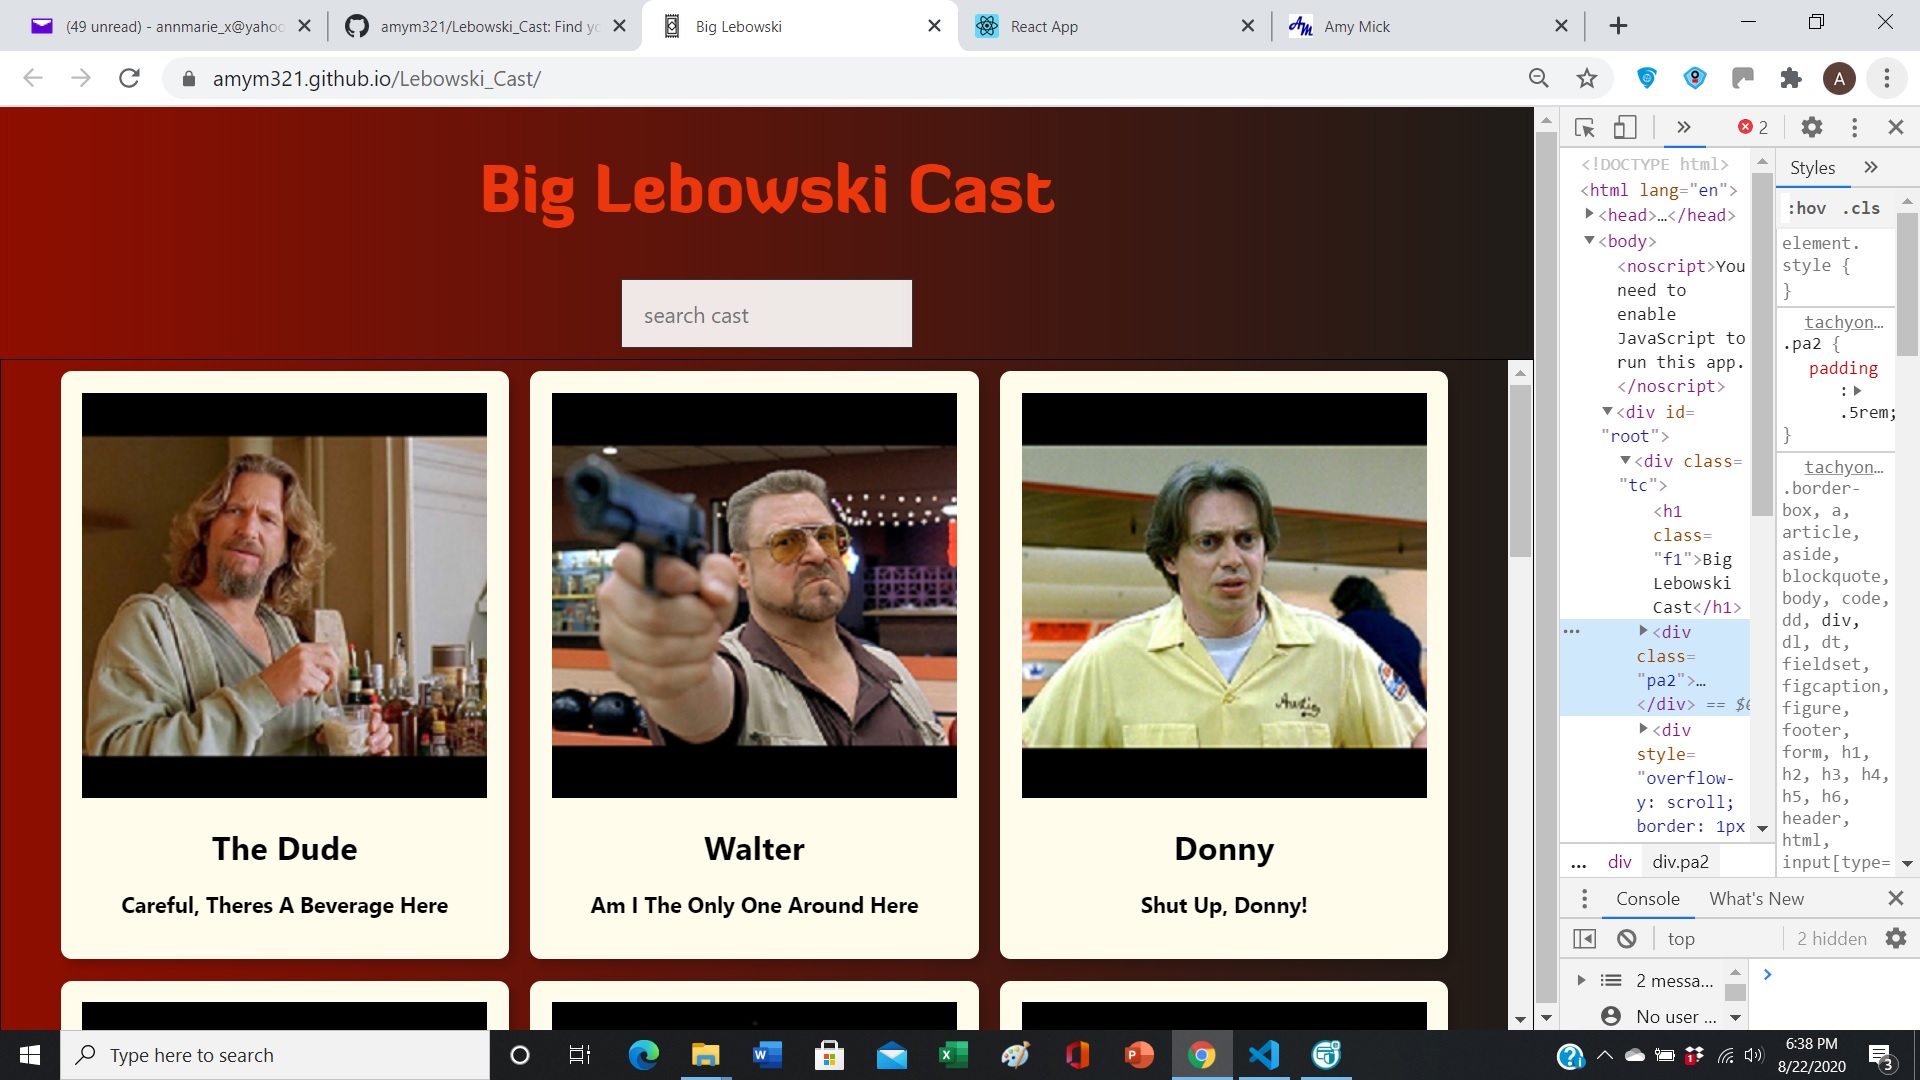 (49 unread) - annmarie_x@yahoo
amym321/Lebowski_Cast: Find yo
Big Lebowski
React App
Amy Mick
amym321.github.io/Lebowski_Cast/
A
Big Lebowski Cast
search cast
The Dude
Careful, Theres A Beverage Here
Walter
Am I The Only One Around Here
Donny
Shut Up, Donny!
2
<!DOCTYPE html>
<html lang="en">
<head>…</head>
<body>
<noscript>You
need to
enable
JavaScript to
run this app.
</noscript>
<div id=
"root">
<div class=
"tc">
<h1
class=
"f1">Big
Lebowski
Cast</h1>
<div
class=
"pa2">…
</div> == $
<div
style=
"overflow-
y: scroll;
border: 1px
Styles
:hov .cls
element.
style {
}
tachyon…
.pa2 {
padding
:
.5rem;
}
tachyon…
.border-
box, a,
article,
aside,
blockquote,
body, code,
dd, div,
dl, dt,
fieldset,
figcaption,
figure,
footer,
form, h1,
h2, h3, h4,
h5, h6,
header,
html,
input[type=
... div div.pa2
Console What's New
top 2 hidden
2 messa...
No user ...
Type here to search
6:38 PM
8/22/2020
3